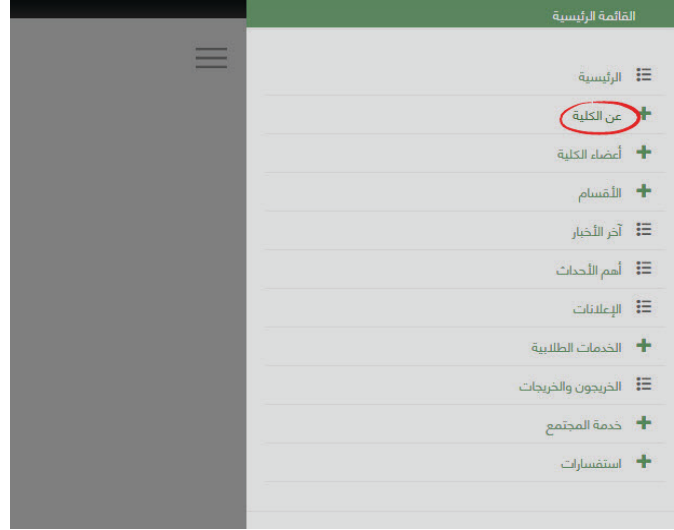 القائمة الرئيسية
الرئيسية
عن الكلية
أعضاء الكلية
الأقسام
آخر الأخبار
أهم الأحداث
الإعلانات
الخدمات الطلابية
الخريجون والخريجات
خدمة المجتمع
استفسارات